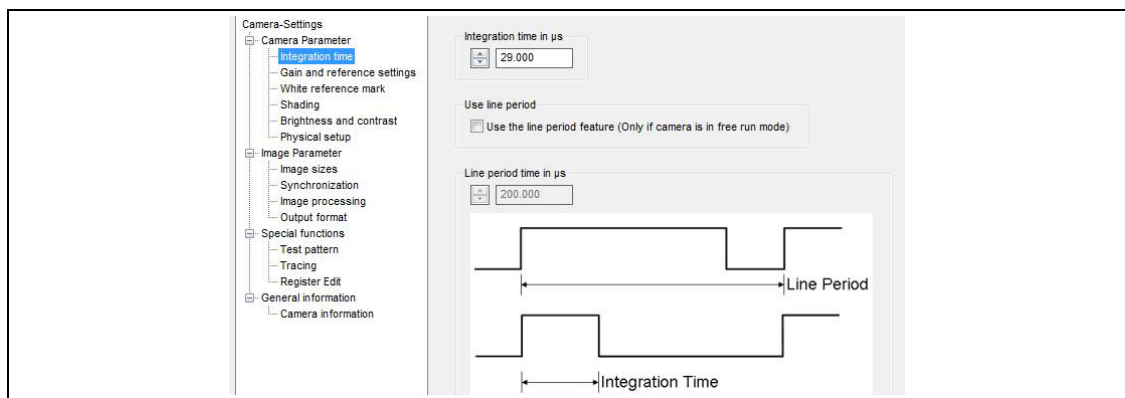 Camera-Settings
Camera Parameter
Integration time
Gain and reference settings
White reference mark
Shading
Brightness and contrast
Physical setup
Image Parameter
Image sizes
Synchronization
Image processing
Output format
Special functions
Test pattern
Tracing
Register Edit
General information
Camera information
Integration time in µs
29.000
Use line period
Use the line period feature (Only if camera is in free run mode)
Line period time in µs
200.000
Line Period
Integration Time